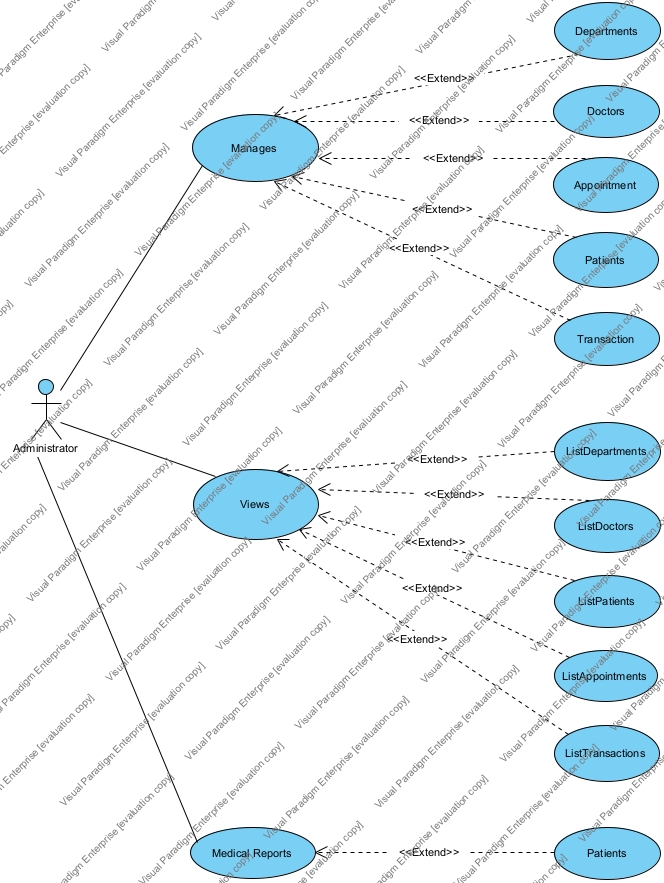 Departments
<<Extend>>
Doctors
<<Extend>>
Manages
<<Extend>>
Appointment
<<Extend>>
Patients
<<Extend>>
Transaction
Administrator
ListDepartments
<<Extend>>
<<Extend>>
Views
ListDoctors
<<Extend>>
ListPatients
<<Extend>>
ListAppointments
<<Extend>>
ListTransactions
Medical Reports
<<Extend>>
Patients
Visual Paradigm Enterprise [evaluation copy]